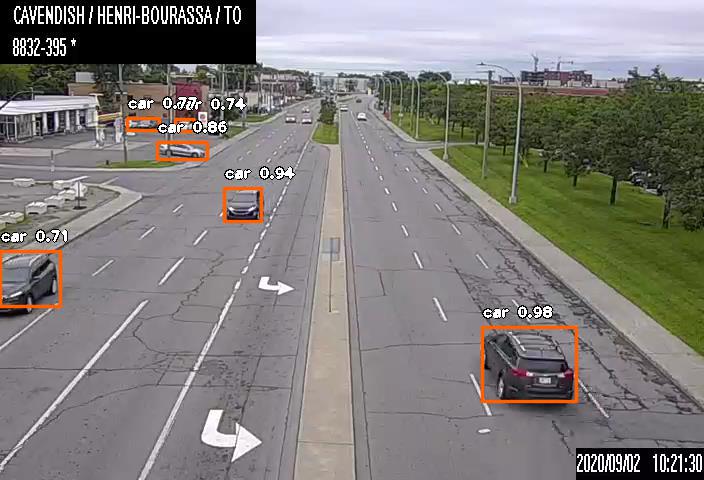 CAVENDISH / HENRI-BOURASSA / TO
8832-395 *
car 0.77
car 0.74
car 0.86
car 0.94
car 0.71
car 0.98
2020/09/02 10:21:30